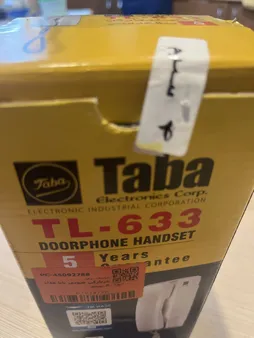 Taba
Taba
Electronics Corp.
ELECTRONIC INDUSTRIAL CORPORATION
TL-633
DOORPHONE HANDSET
5 Years
Guarantee